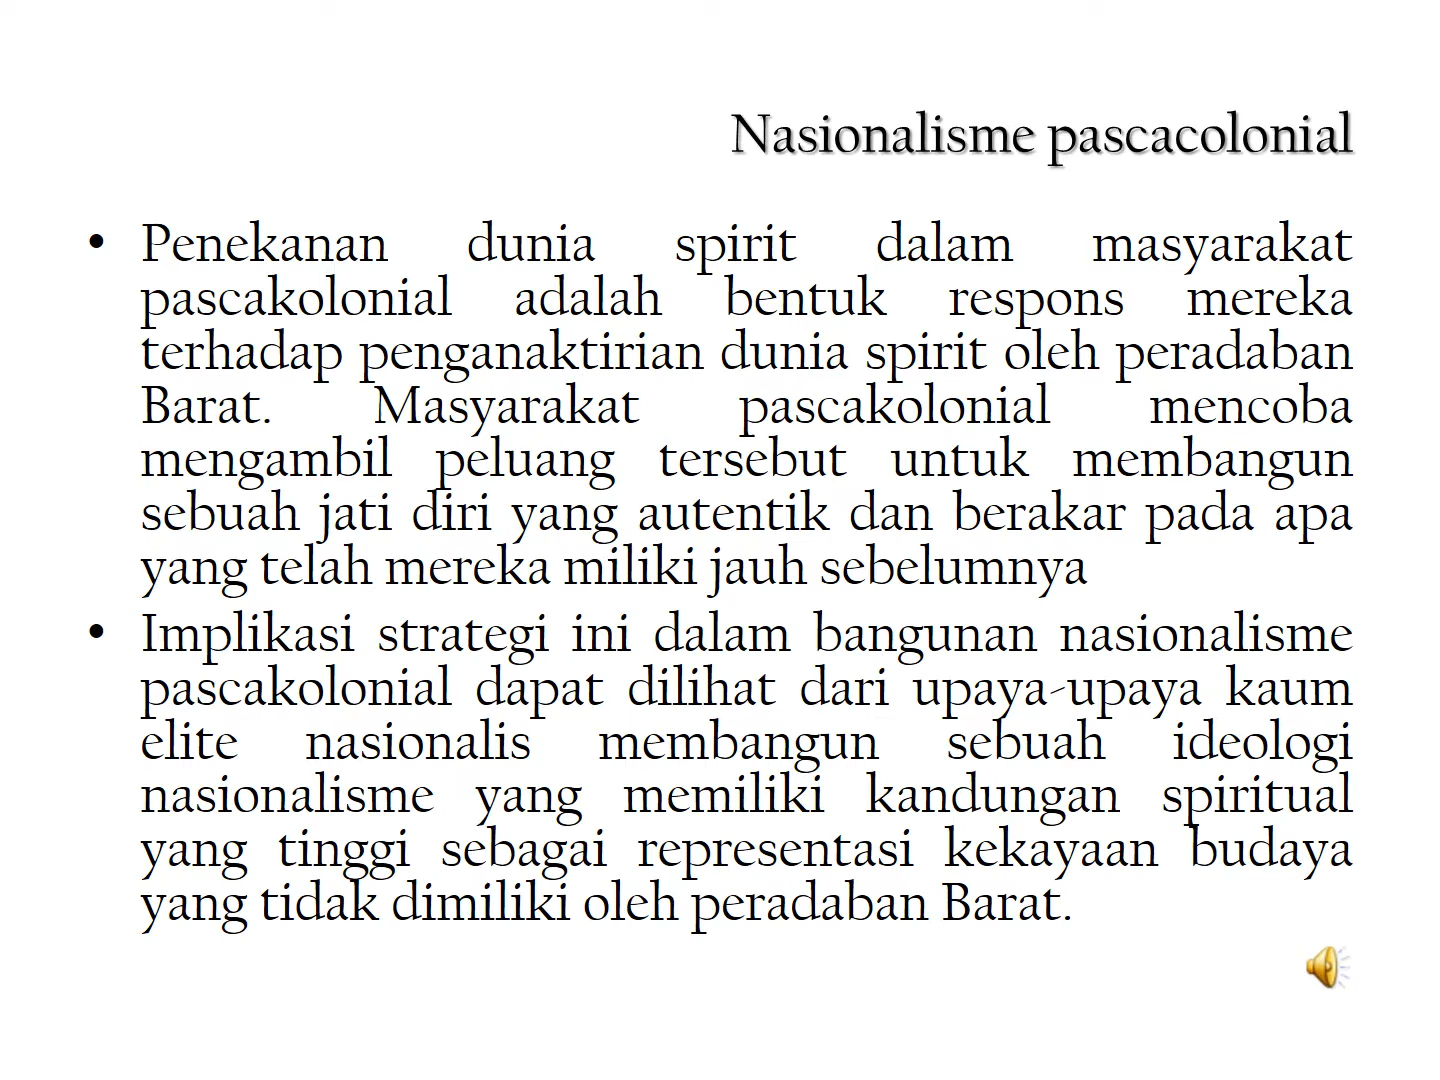 Nasionalisme pascacolonial
• Penekanan dunia spirit dalam masyarakat
pascakolonial adalah bentuk respons mereka
terhadap penganaktirian dunia spirit oleh peradaban
Barat. Masyarakat pascakolonial mencoba
mengambil peluang tersebut untuk membangun
sebuah jati diri yang autentik dan berakar pada apa
yang telah mereka miliki jauh sebelumnya
• Implikasi strategi ini dalam bangunan nasionalisme
pascakolonial dapat dilihat dari upaya-upaya kaum
elite nasionalis membangun sebuah ideologi
nasionalisme yang memiliki kandungan spiritual
yang tinggi sebagai representasi kekayaan budaya
yang tidak dimiliki oleh peradaban Barat.